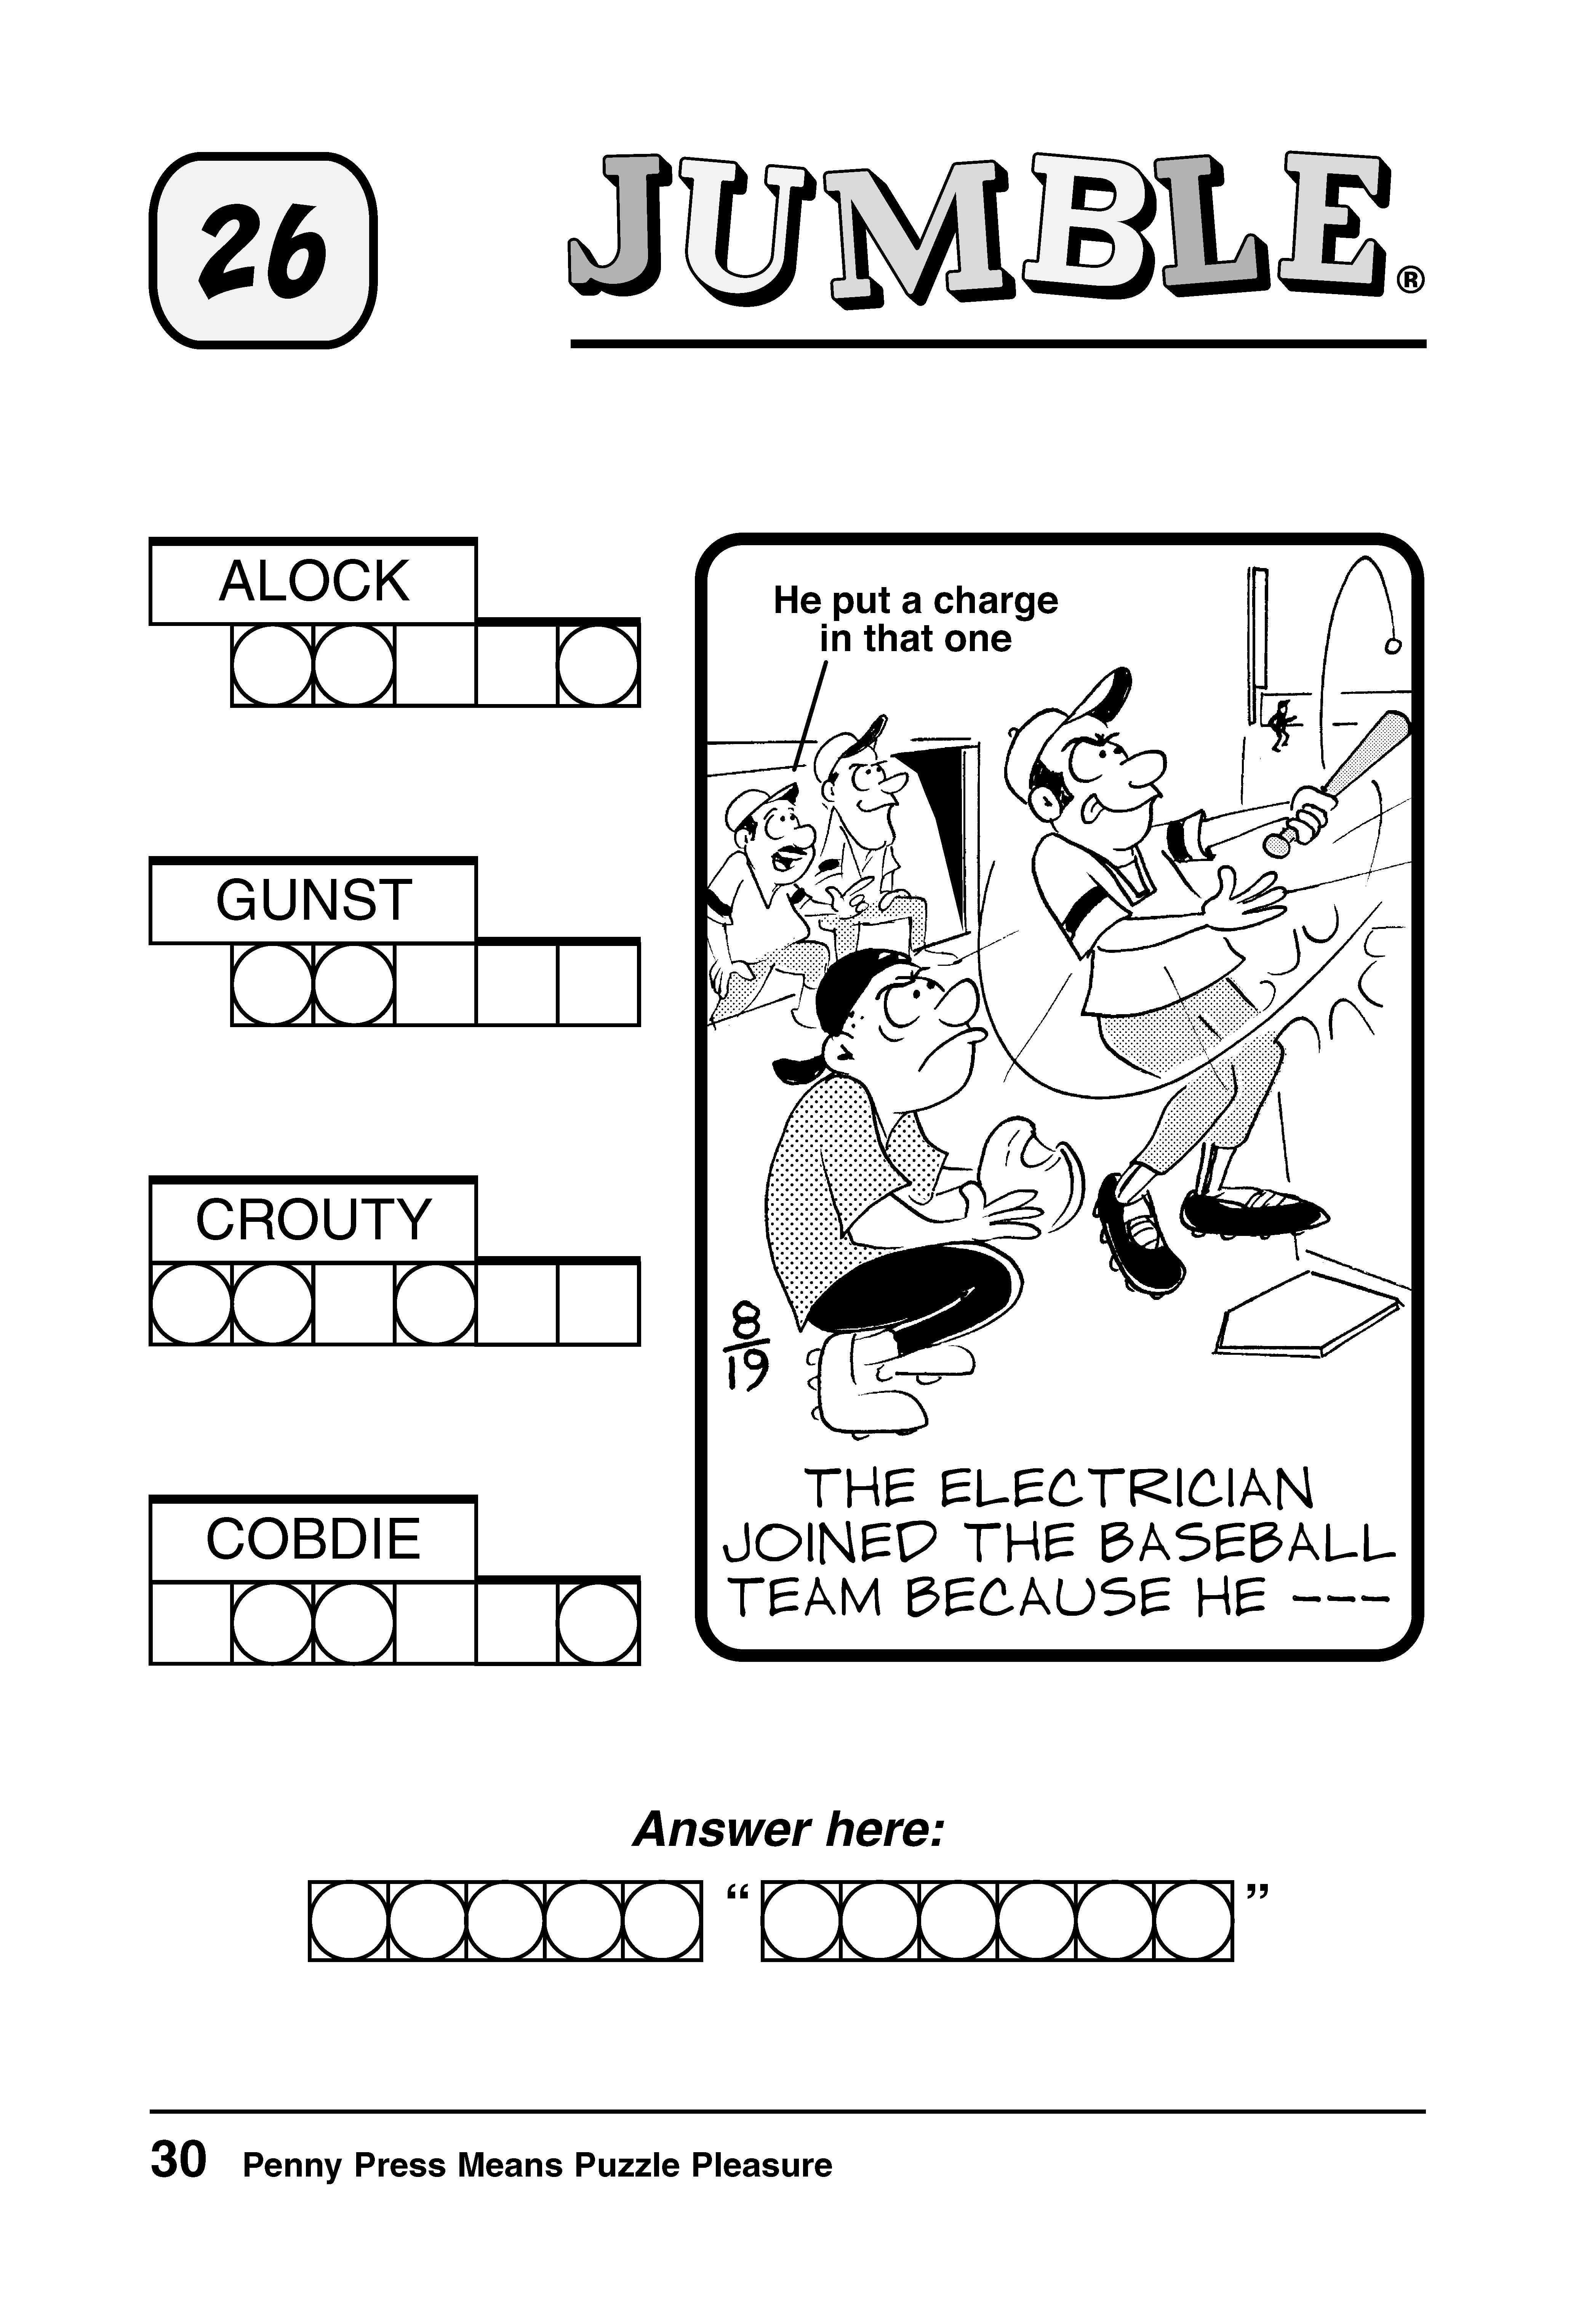 26
JUMBLE®
ALOCK
GUNST
CROUTY
COBDIE
He put a charge
in that one
8
19
THE ELECTRICIAN
JOINED THE BASEBALL
TEAM BECAUSE HE ---
Answer here:
“ ”
30 Penny Press Means Puzzle Pleasure